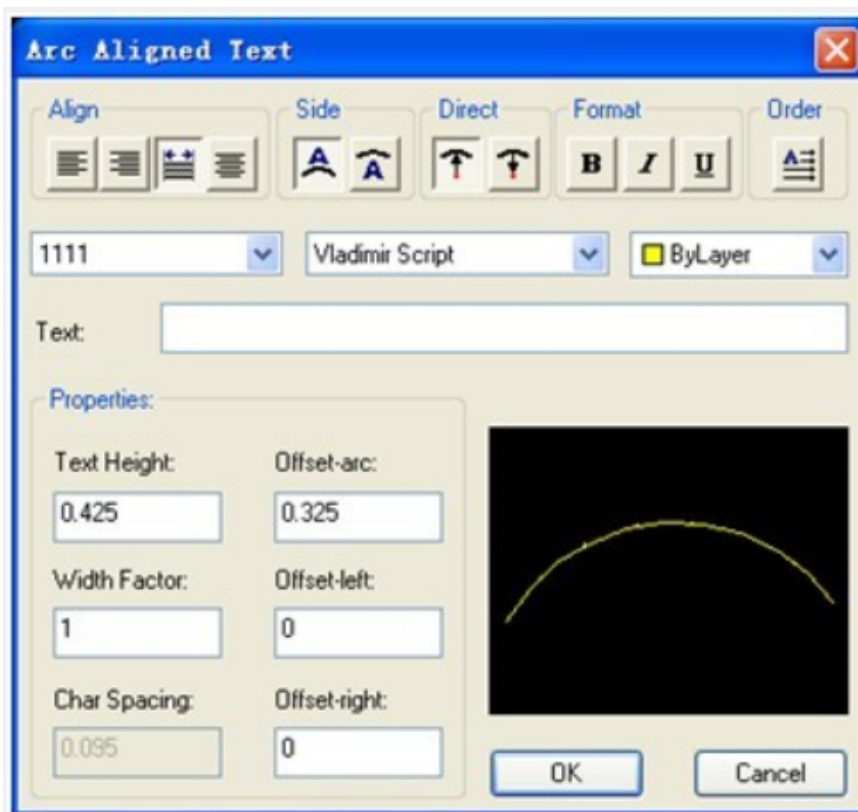 Arc Aligned Text
Align Side Direct Format Order
A A B I U A
1111 Vladimir Script ByLayer
Text:
Properties:
Text Height: Offset-arc:
0.425 0.325
Width Factor: Offset-left:
1 0
Char Spacing: Offset-right:
0.095 0
OK Cancel